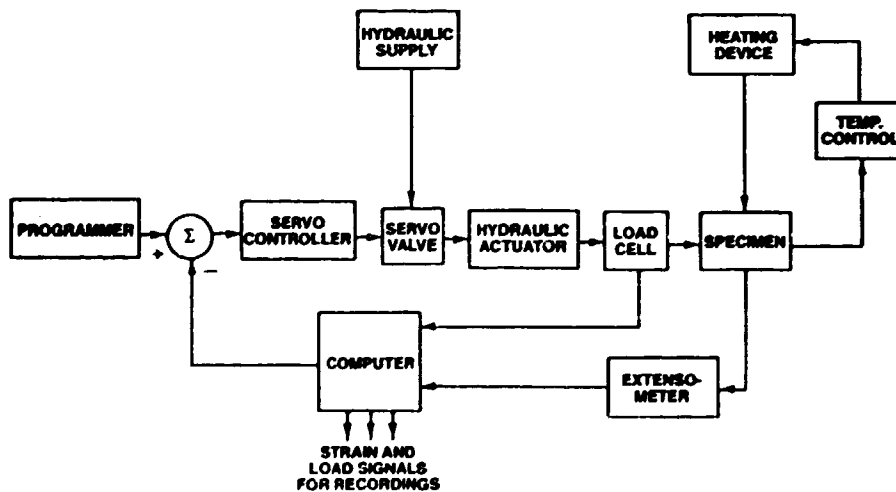 HYDRAULIC
SUPPLY
HEATING
DEVICE
TEMP.
CONTROL
PROGRAMMER
+
Σ
−
SERVO
CONTROLLER
SERVO
VALVE
HYDRAULIC
ACTUATOR
LOAD
CELL
SPECIMEN
COMPUTER
EXTENSO-
METER
STRAIN AND
LOAD SIGNALS
FOR RECORDINGS